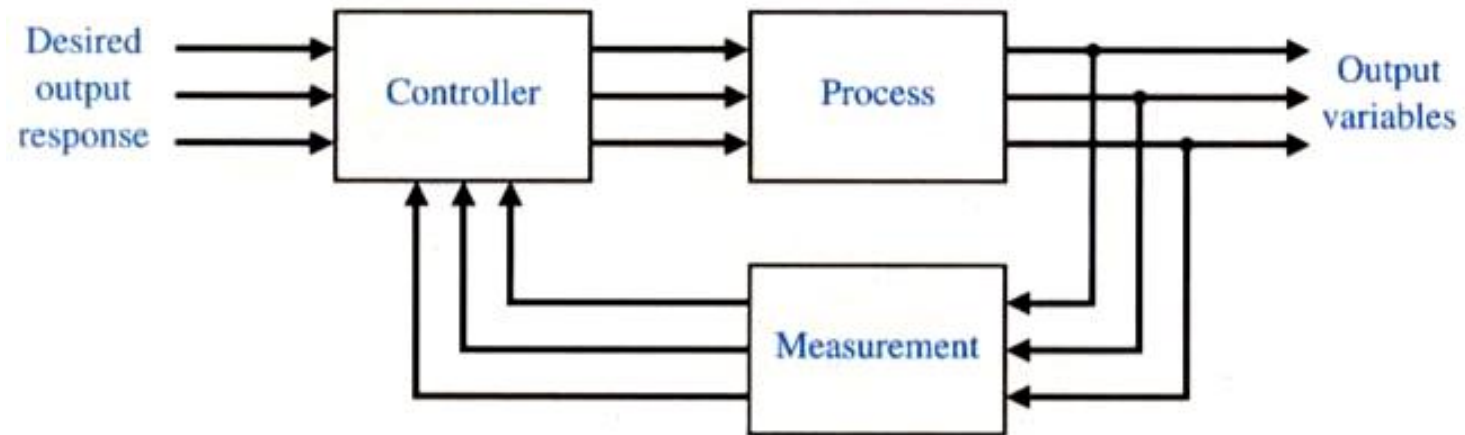 Desired
output
response
Controller
Process
Output
variables
Measurement